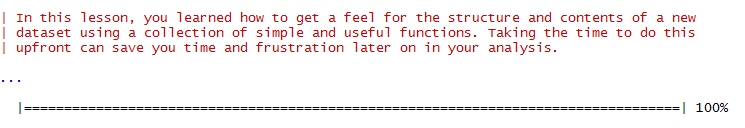 | In this lesson, you learned how to get a feel for the structure and contents of a new
| dataset using a collection of simple and useful functions. Taking the time to do this
| upfront can save you time and frustration later on in your analysis.
...
|==================================================================================| 100%